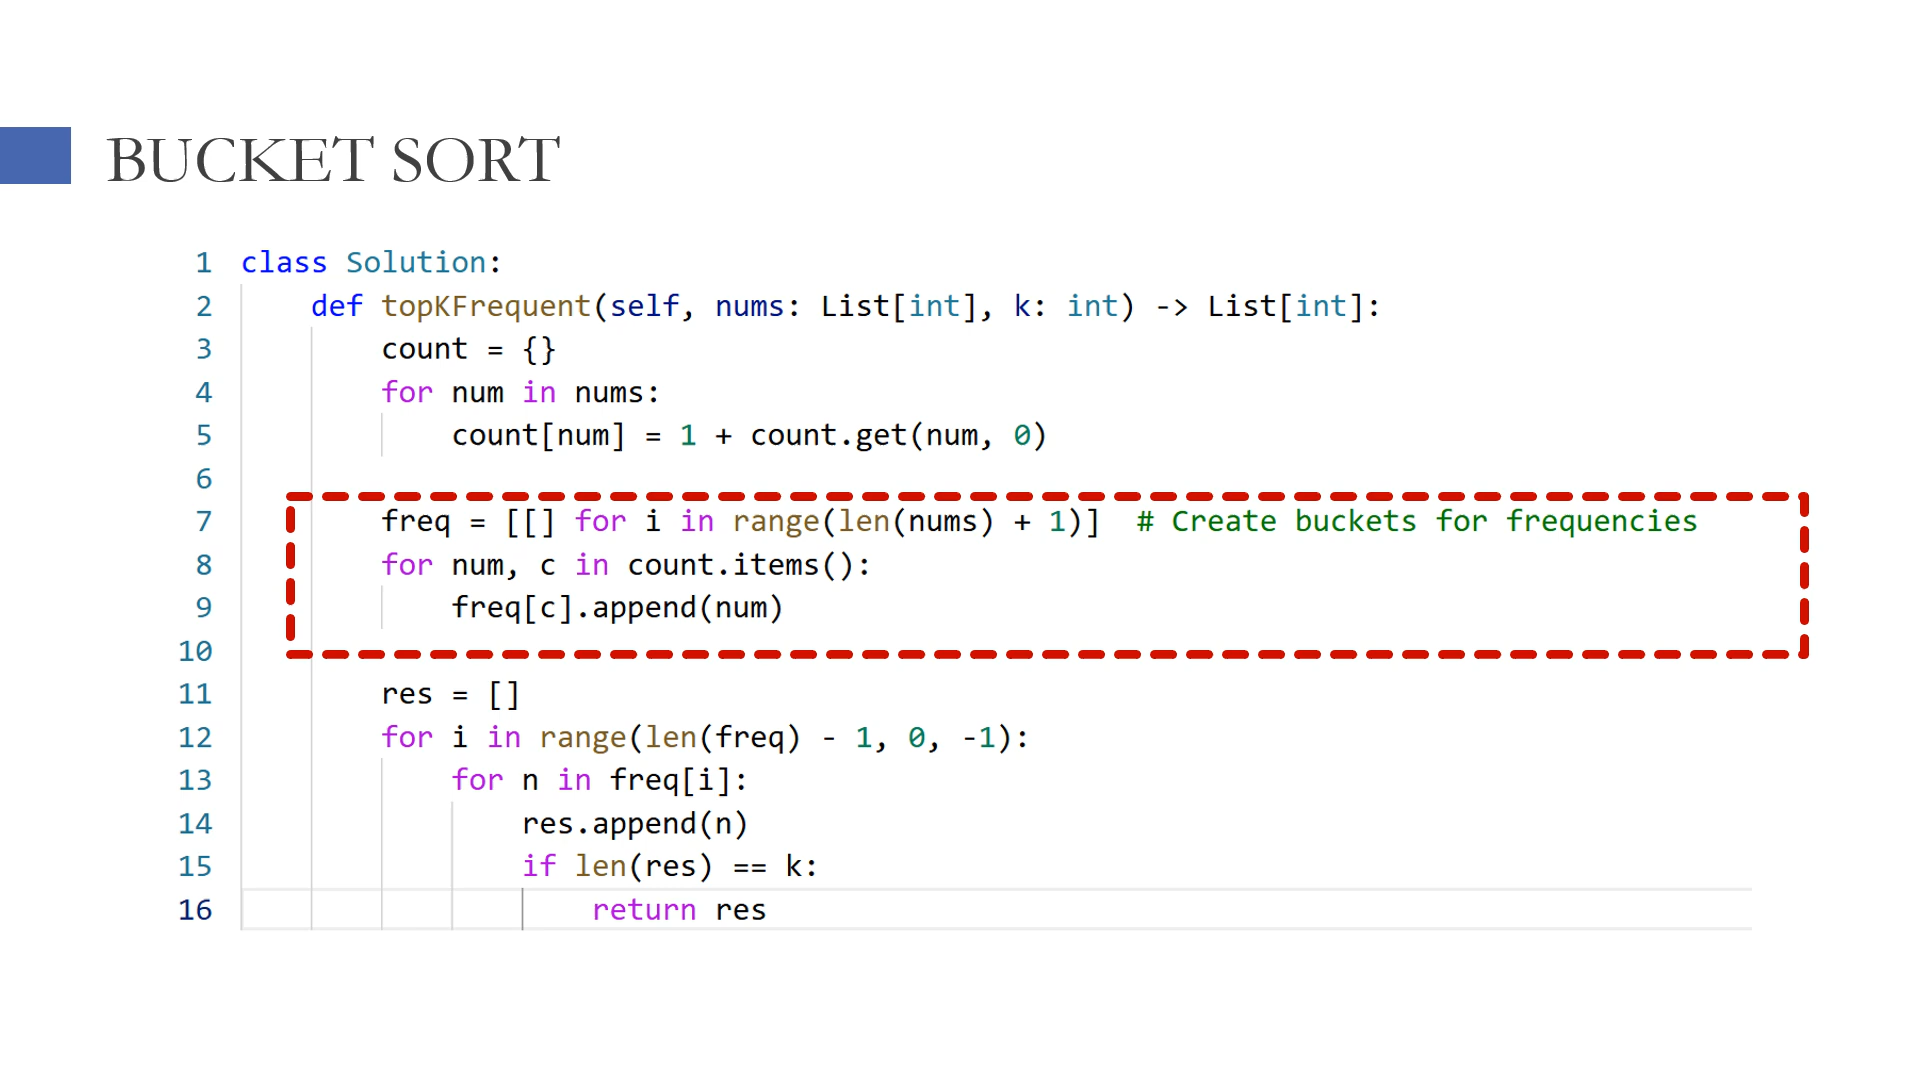 BUCKET SORT
1 class Solution:
2     def topKFrequent(self, nums: List[int], k: int) -> List[int]:
3         count = {}
4         for num in nums:
5             count[num] = 1 + count.get(num, 0)
6
7         freq = [[] for i in range(len(nums) + 1)]  # Create buckets for frequencies
8         for num, c in count.items():
9             freq[c].append(num)
10
11         res = []
12         for i in range(len(freq) - 1, 0, -1):
13             for n in freq[i]:
14                 res.append(n)
15                 if len(res) == k:
16                     return res